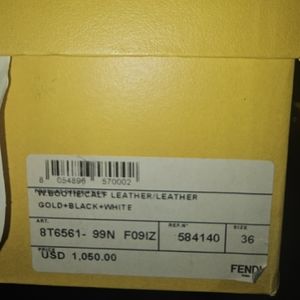 8 054896 570002
W.BOOTIE CALF LEATHER/LEATHER
GOLD+BLACK+WHITE
ART. REF.N° SIZE
8T6561- 99N F09IZ 584140 36
PRICE
USD 1,050.00
FENDI